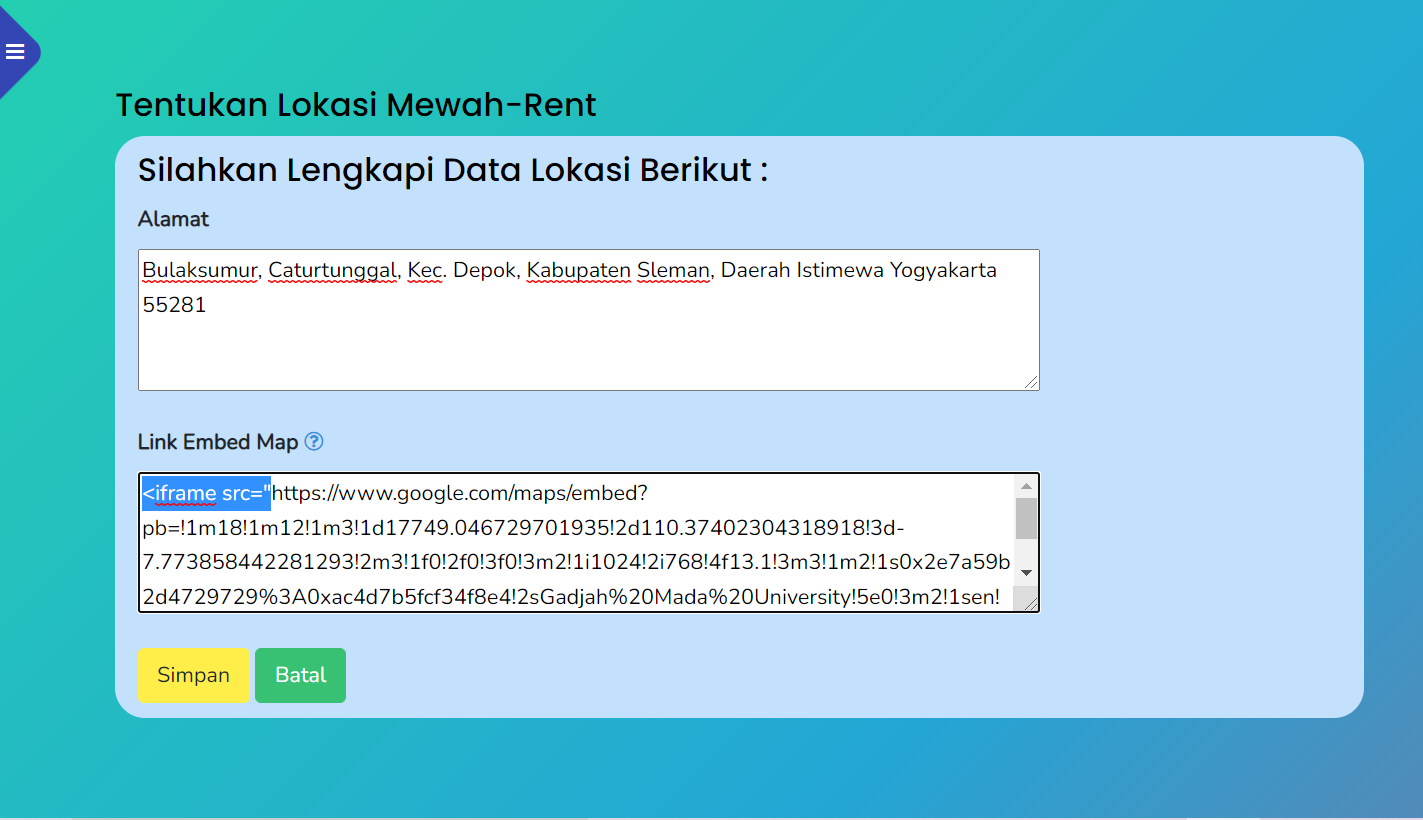 Tentukan Lokasi Mewah-Rent
Silahkan Lengkapi Data Lokasi Berikut :
Alamat
Bulaksumur, Caturtunggal, Kec. Depok, Kabupaten Sleman, Daerah Istimewa Yogyakarta
55281
Link Embed Map ?
<iframe src="https://www.google.com/maps/embed?
pb=!1m18!1m12!1m3!1d17749.046729701935!2d110.37402304318918!3d-
7.773858442281293!2m3!1f0!2f0!3f0!3m2!1i1024!2i768!4f13.1!3m3!1m2!1s0x2e7a59b
2d4729729%3A0xac4d7b5fcf34f8e4!2sGadjah%20Mada%20University!5e0!3m2!1sen!
Simpan
Batal